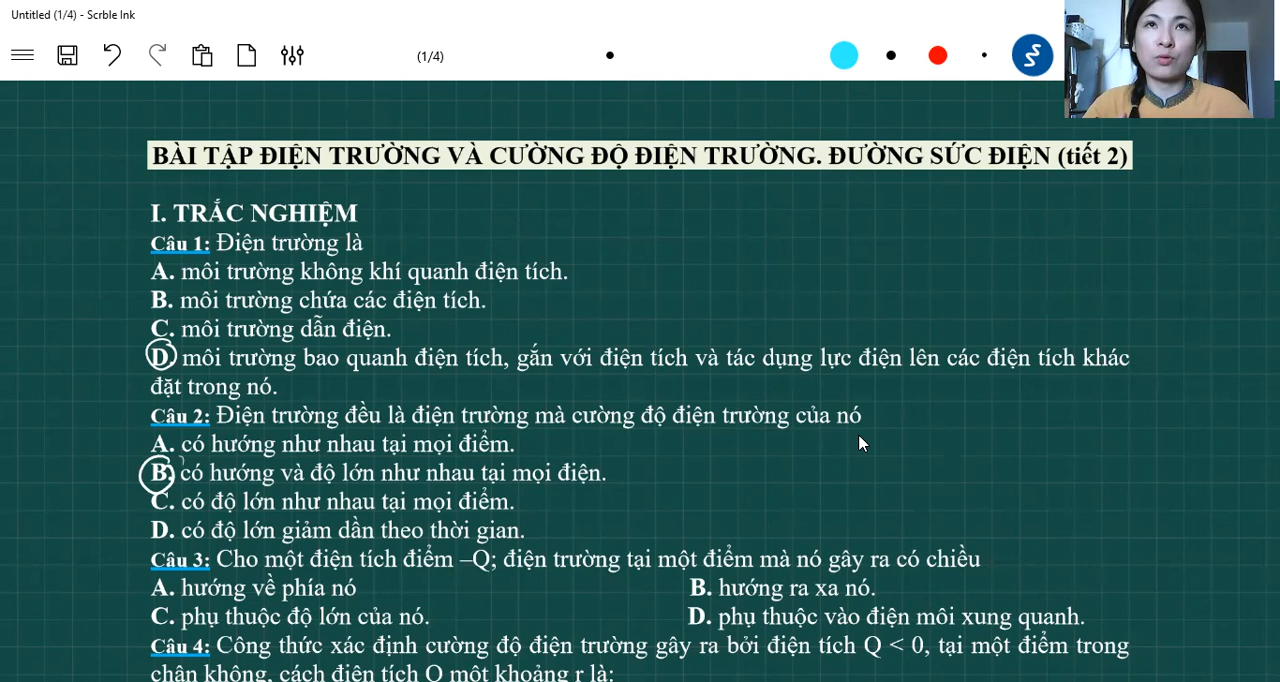 Untitled (1/4) - Scrble Ink
(1/4)
BÀI TẬP ĐIỆN TRƯỜNG VÀ CƯỜNG ĐỘ ĐIỆN TRƯỜNG. ĐƯỜNG SỨC ĐIỆN (tiết 2)
I. TRẮC NGHIỆM
Câu 1: Điện trường là
A. môi trường không khí quanh điện tích.
B. môi trường chứa các điện tích.
C. môi trường dẫn điện.
D. môi trường bao quanh điện tích, gắn với điện tích và tác dụng lực điện lên các điện tích khác
đặt trong nó.
Câu 2: Điện trường đều là điện trường mà cường độ điện trường của nó
A. có hướng như nhau tại mọi điểm.
B. có hướng và độ lớn như nhau tại mọi điện.
C. có độ lớn như nhau tại mọi điểm.
D. có độ lớn giảm dần theo thời gian.
Câu 3: Cho một điện tích điểm –Q; điện trường tại một điểm mà nó gây ra có chiều
A. hướng về phía nó B. hướng ra xa nó.
C. phụ thuộc độ lớn của nó. D. phụ thuộc vào điện môi xung quanh.
Câu 4: Công thức xác định cường độ điện trường gây ra bởi điện tích Q < 0, tại một điểm trong
chân không, cách điện tích Q một khoảng r là: